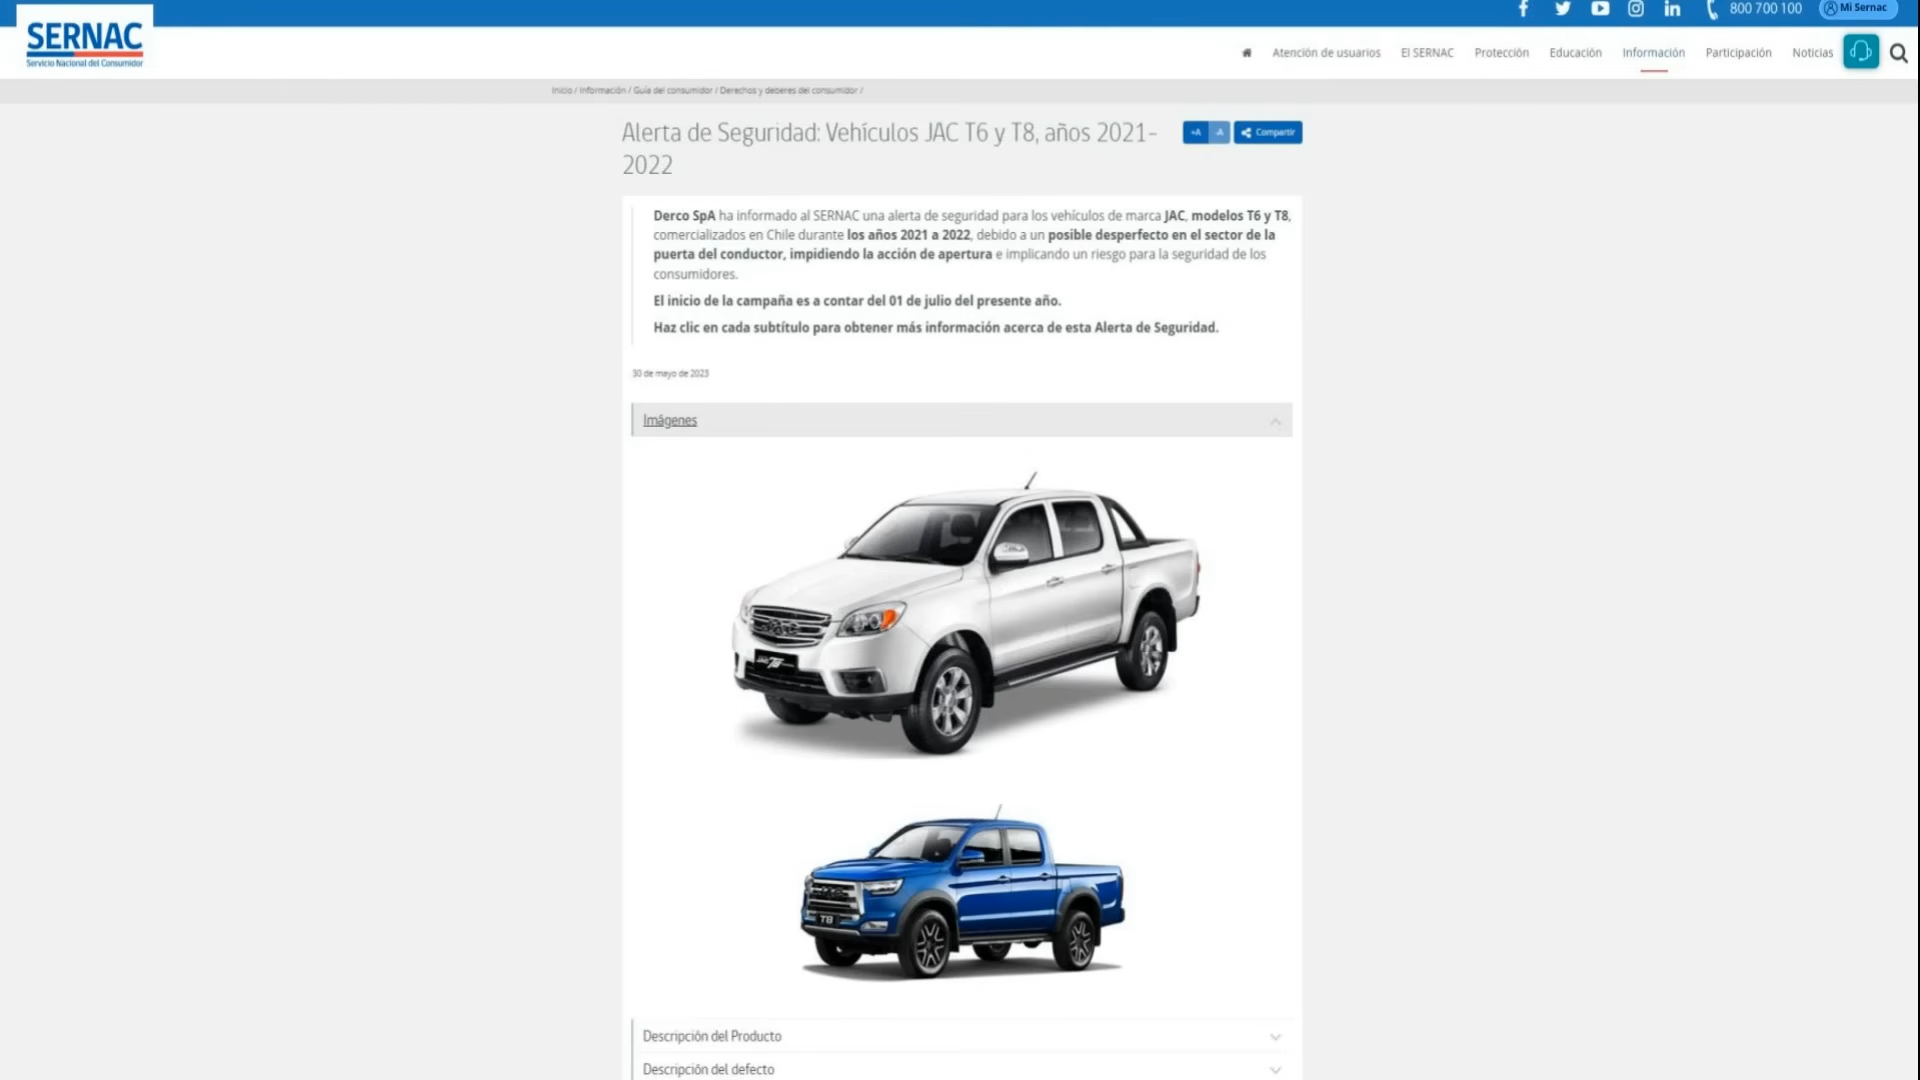 800 700 100
Mi Sernac
SERNAC
Servicio Nacional del Consumidor
Atención de usuarios
El SERNAC
Protección
Educación
Información
Participación
Noticias
Inicio / Información / Guía del consumidor / Derechos y deberes del consumidor /
Alerta de Seguridad: Vehículos JAC T6 y T8, años 2021-
2022
+A
-A
Compartir
Derco SpA ha informado al SERNAC una alerta de seguridad para los vehículos de marca JAC, modelos T6 y T8,
comercializados en Chile durante los años 2021 a 2022, debido a un posible desperfecto en el sector de la
puerta del conductor, impidiendo la acción de apertura e implicando un riesgo para la seguridad de los
consumidores.
El inicio de la campaña es a contar del 01 de julio del presente año.
Haz clic en cada subtítulo para obtener más información acerca de esta Alerta de Seguridad.
30 de mayo de 2023
Imágenes
T8
Descripción del Producto
Descripción del defecto